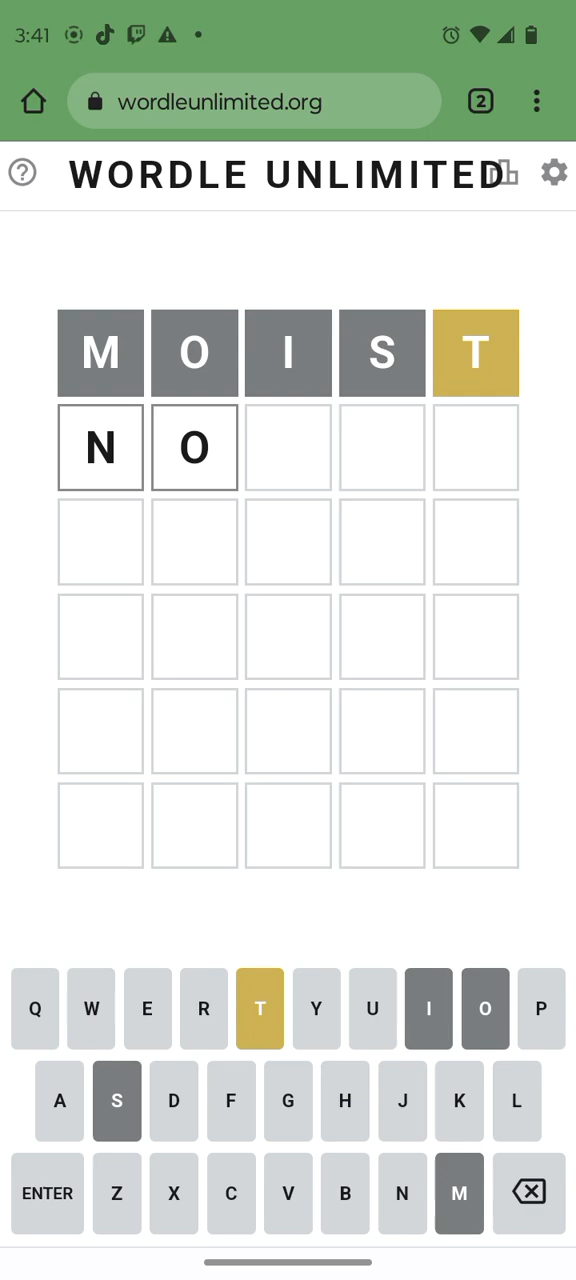 3:41
wordleunlimited.org
2
?
WORDLE UNLIMITED
M O I S T
N O
Q W E R T Y U I O P
A S D F G H J K L
ENTER Z X C V B N M